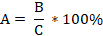 A = B/C * 100%